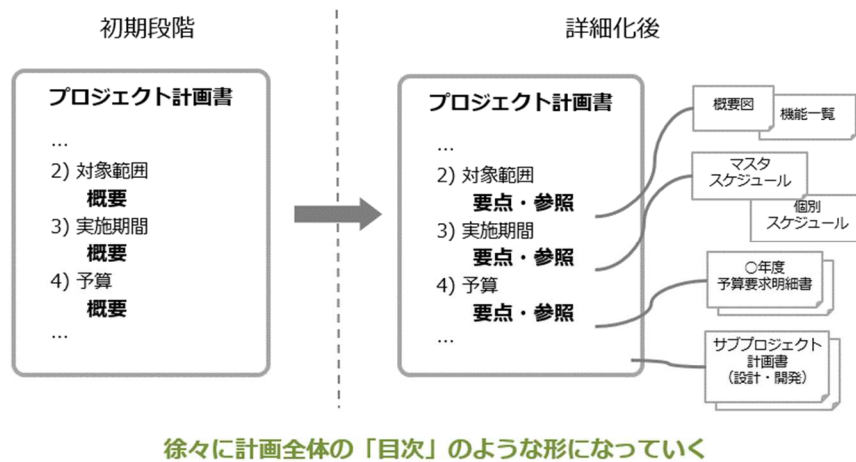 初期段階
プロジェクト計画書
…
2) 対象範囲
概要
3) 実施期間
概要
4) 予算
概要
…
詳細化後
プロジェクト計画書
…
2) 対象範囲
要点・参照
3) 実施期間
要点・参照
4) 予算
要点・参照
…
概要図
機能一覧
マスタ
スケジュール
個別
スケジュール
○年度
予算要求明細書
サブプロジェクト
計画書
（設計・開発）
徐々に計画全体の「目次」のような形になっていく